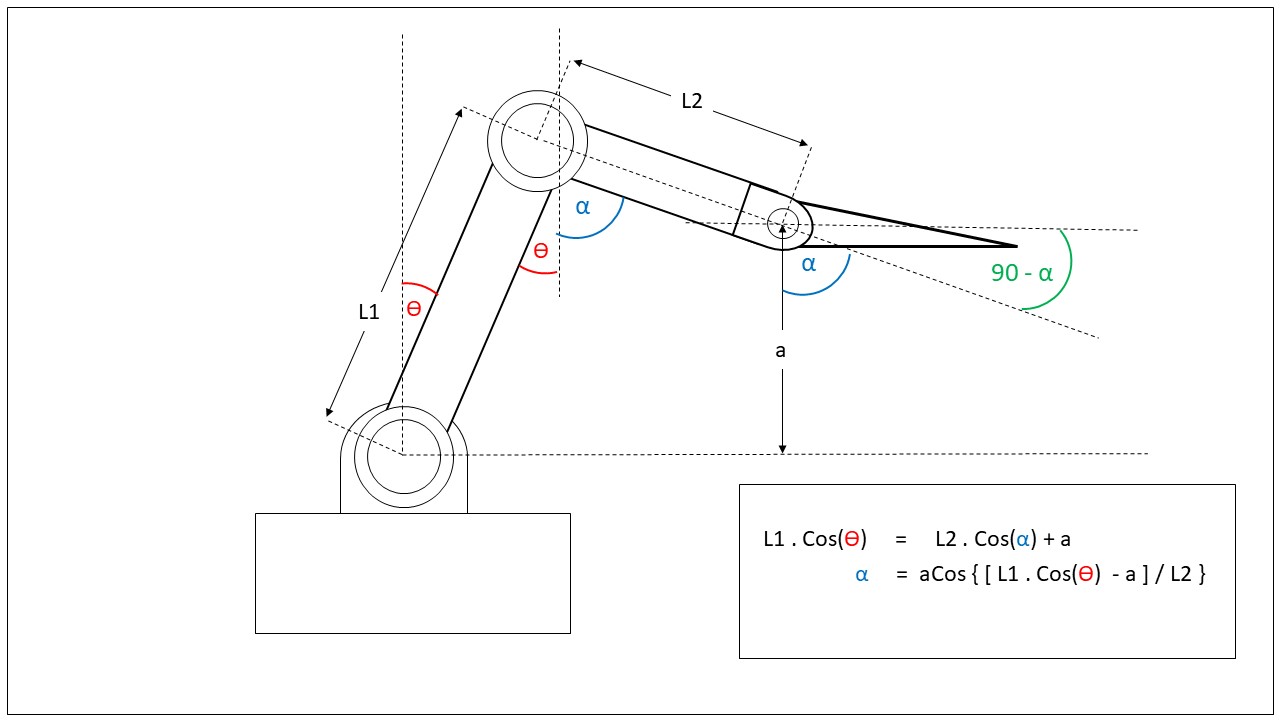 L2
α
ɵ
α
90 - α
L1
ɵ
a
L1 . Cos(ɵ) = L2 . Cos(α) + a
α = aCos { [ L1 . Cos(ɵ) - a ] / L2 }